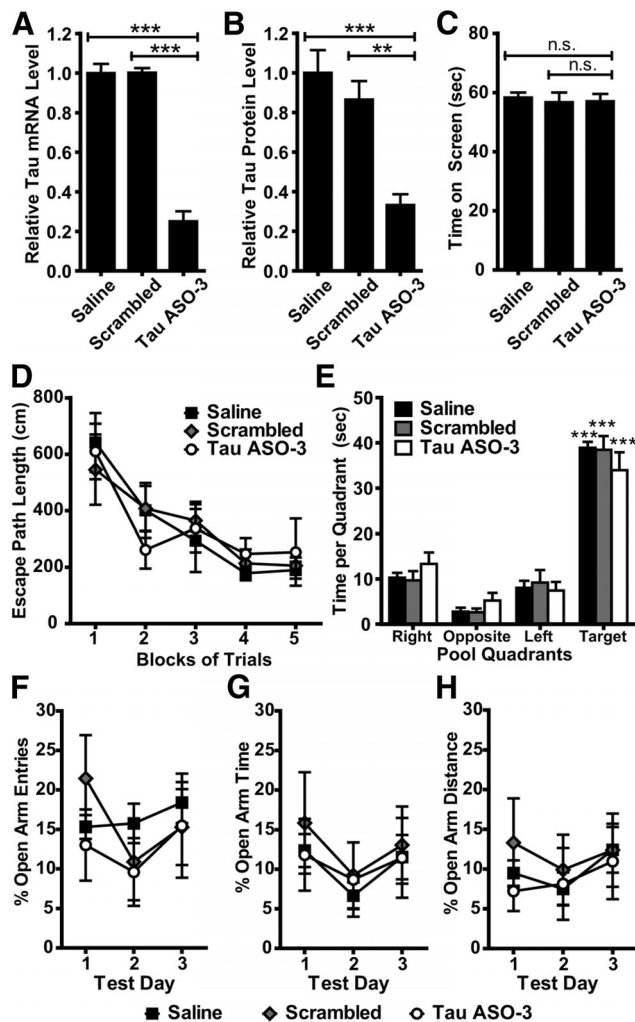 A
Relative Tau mRNA Level
***
***
1.4
1.2
1.0
0.8
0.6
0.4
0.2
0.0
Saline
Scrambled
Tau ASO-3
B
Relative Tau Protein Level
***
**
1.4
1.2
1.0
0.8
0.6
0.4
0.2
0.0
Saline
Scrambled
Tau ASO-3
C
Time on Screen (sec)
n.s.
n.s.
80
60
40
20
0
Saline
Scrambled
Tau ASO-3
D
Escape Path Length (cm)
800
600
400
200
0
Saline
Scrambled
Tau ASO-3
1 2 3 4 5
Blocks of Trials
E
Time per Quadrant (sec)
50
40
30
20
10
0
Saline
Scrambled
Tau ASO-3
***
***
***
Right Opposite Left Target
Pool Quadrants
F
% Open Arm Entries
30
25
20
15
10
5
0
1 2 3
Test Day
G
% Open Arm Time
30
25
20
15
10
5
0
1 2 3
Test Day
H
% Open Arm Distance
30
25
20
15
10
5
0
1 2 3
Test Day
Saline Scrambled Tau ASO-3